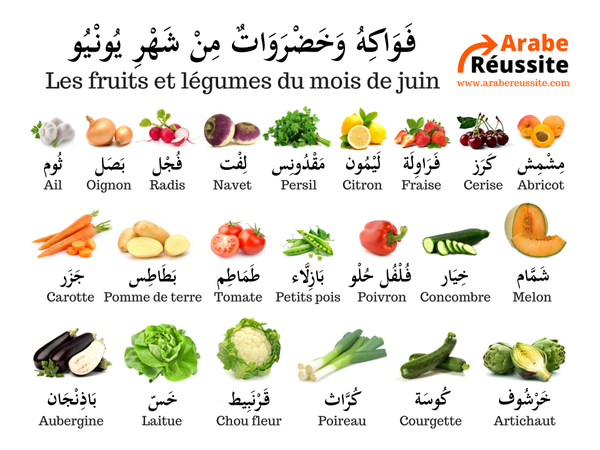 فَوَاكِهُ وَخَضْرَوَاتٌ مِنْ شَهْرِ يُونْيُو
Les fruits et légumes du mois de juin
Arabe
Réussite
www.arabereussite.com
ثُوم بَصَل فُجْل لِفْت مَقْدُونِس لَيْمُون فَرَاوِلَة كَرَز مِشْمِش
Ail Oignon Radis Navet Persil Citron Fraise Cerise Abricot
جَزَر بَطَاطِس طَمَاطِم بَازِلَّاء فُلْفُل حُلْو خِيَار شَمَّام
Carotte Pomme de terre Tomate Petits pois Poivron Concombre Melon
بَاذِنْجَان خَسّ قَرْنَبِيط كُرَّاث كُوسَة خَرْشُوف
Aubergine Laitue Chou fleur Poireau Courgette Artichaut